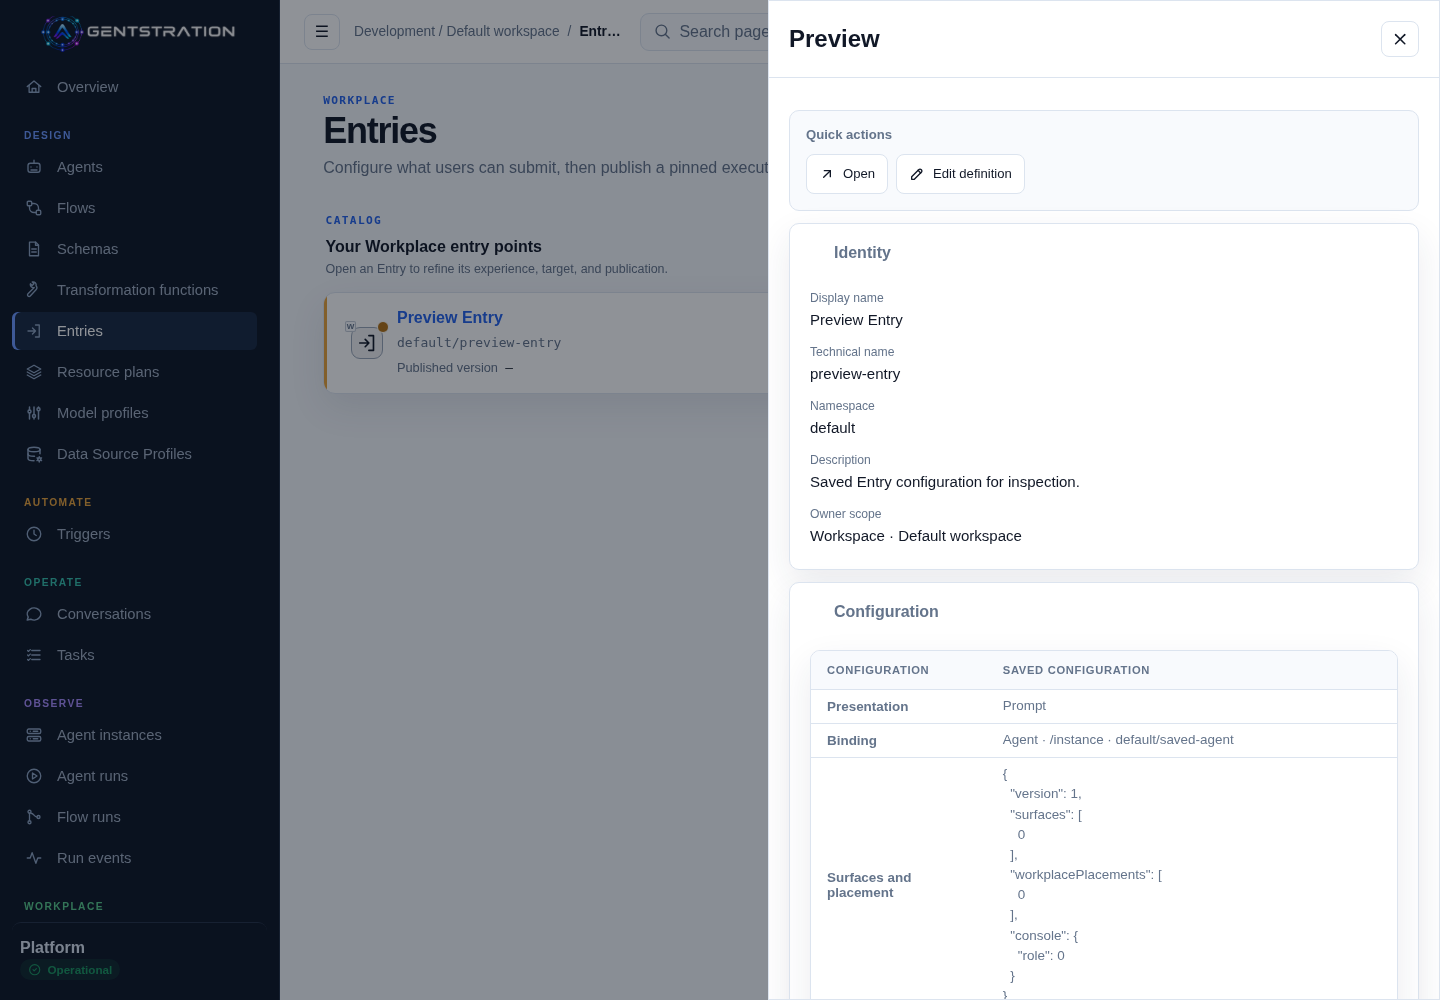 GENTSTRATION
Overview
DESIGN
Agents
Flows
Schemas
Transformation functions
Entries
Resource plans
Model profiles
Data Source Profiles
AUTOMATE
Triggers
OPERATE
Conversations
Tasks
OBSERVE
Agent instances
Agent runs
Flow runs
Run events
WORKPLACE
Platform
Operational
Development / Default workspace / Entr...
Search page
WORKPLACE
Entries
Configure what users can submit, then publish a pinned execut
CATALOG
Your Workplace entry points
Open an Entry to refine its experience, target, and publication.
W
Preview Entry
default/preview-entry
Published version –
Preview
Quick actions
Open
Edit definition
Identity
Display name
Preview Entry
Technical name
preview-entry
Namespace
default
Description
Saved Entry configuration for inspection.
Owner scope
Workspace · Default workspace
Configuration
CONFIGURATION SAVED CONFIGURATION
Presentation Prompt
Binding Agent · /instance · default/saved-agent
Surfaces and
placement
{
"version": 1,
"surfaces": [
0
],
"workplacePlacements": [
0
],
"console": {
"role": 0
}
}